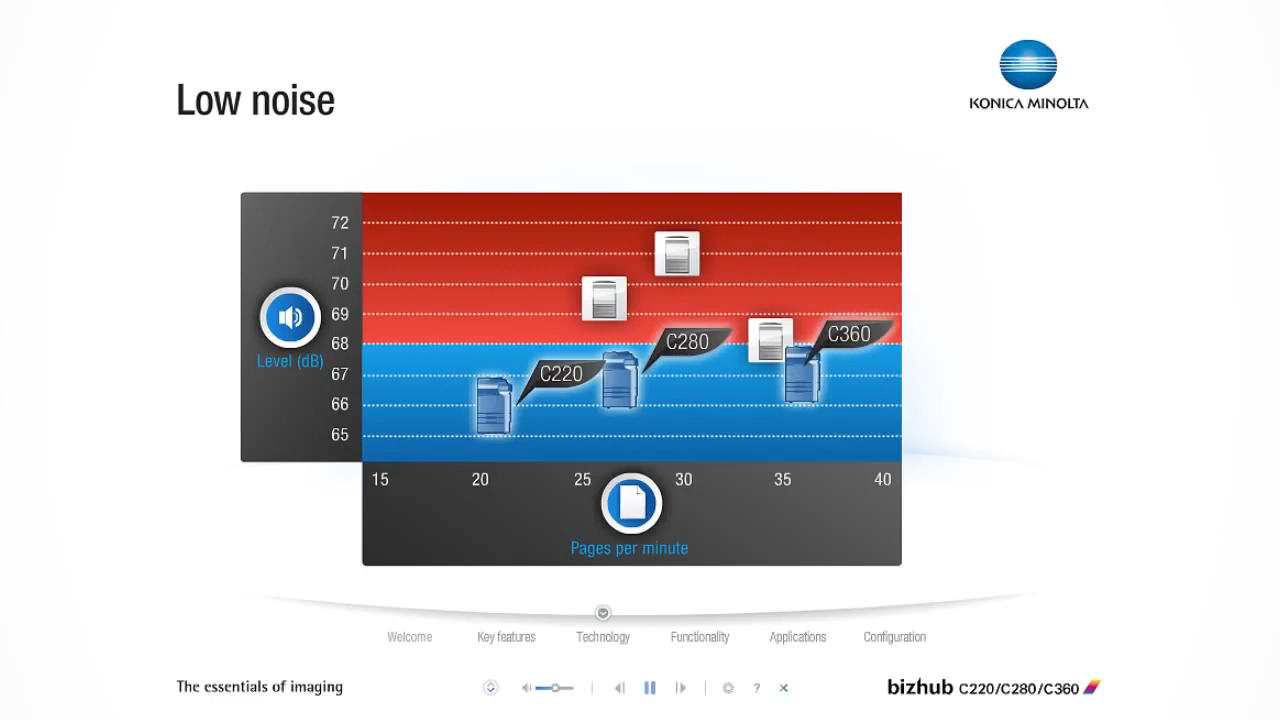 Low noise
KONICA MINOLTA
72
71
70
69
68
67
66
65
Level (dB)
C220
C280
C360
15 20 25 30 35 40
Pages per minute
Welcome Key features Technology Functionality Applications Configuration
The essentials of imaging
?
bizhub C220/C280/C360